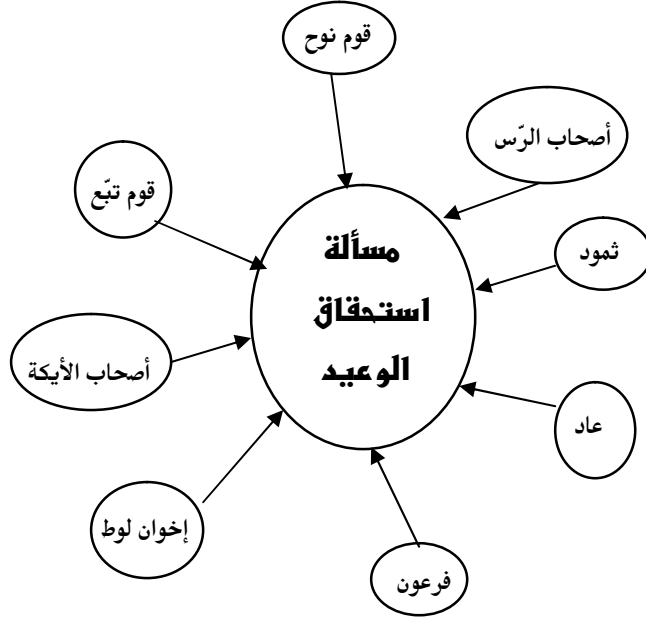 قوم نوح
أصحاب الرّس
ثمود
عاد
فرعون
إخوان لوط
أصحاب الأيكة
قوم تبّع
مسألة
استحقاق
الوعيد